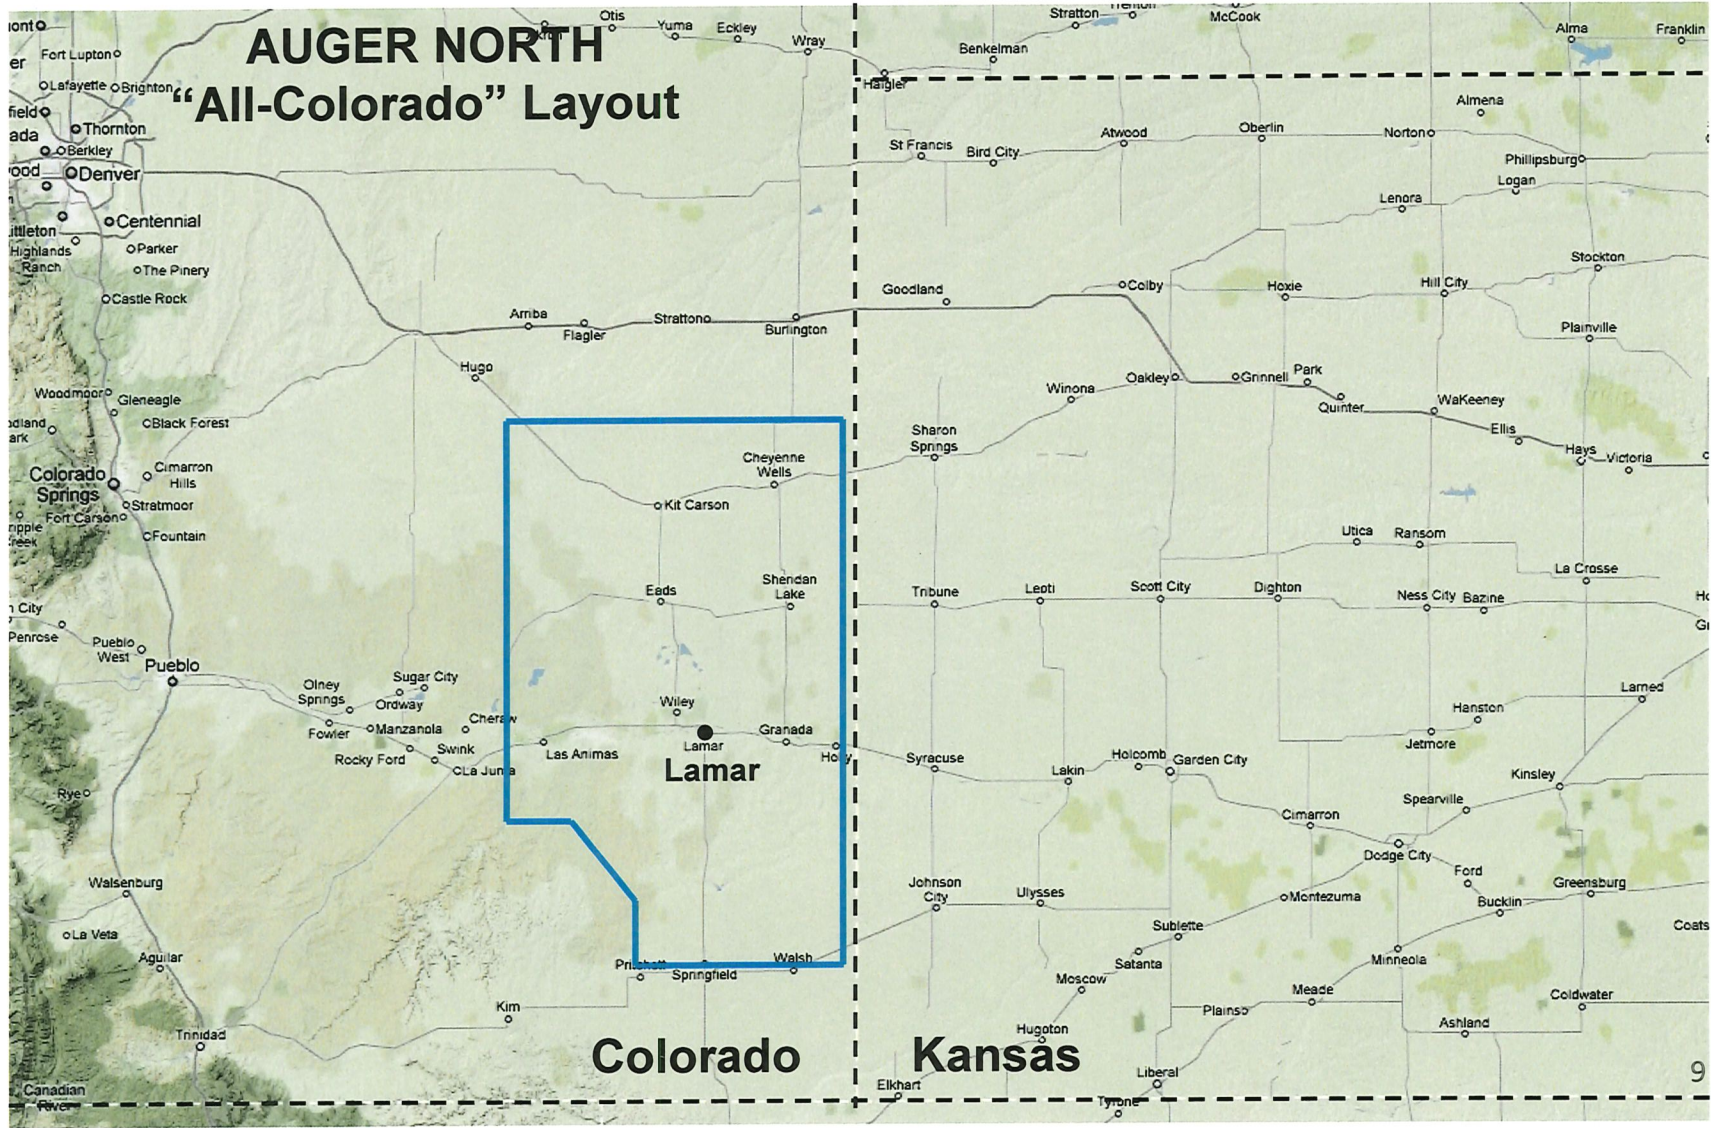 AUGER NORTH
“All-Colorado” Layout
Otis
Yuma
Eckley
Wray
Stratton
McCook
Alma
Franklin
Benkelman
Haigler
Fort Lupton
Lafayette
Brighton
Thornton
Berkley
Denver
Centennial
Highlands
Ranch
Parker
The Pinery
Castle Rock
Almena
St Francis
Bird City
Atwood
Oberlin
Norton
Phillipsburg
Logan
Lenora
Stockton
Goodland
Colby
Hoxie
Hill City
Plainville
Arriba
Flagler
Stratton
Burlington
Hugo
Woodmoor
Gleneagle
Black Forest
Winona
Oakley
Grinnell
Park
Quinter
WaKeeney
Ellis
Hays
Victoria
Sharon
Springs
Cheyenne
Wells
Kit Carson
Colorado
Springs
Cimarron
Hills
Stratmoor
Fort Carson
Fountain
Utica
Ransom
La Crosse
Eads
Sheridan
Lake
Tribune
Leoti
Scott City
Dighton
Ness City
Bazine
Penrose
Pueblo
West
Pueblo
Olney
Springs
Sugar City
Ordway
Fowler
Manzanola
Cheraw
Rocky Ford
Swink
La Junta
Las Animas
Wiley
Lamar
Lamar
Granada
Holly
Syracuse
Lakin
Holcomb
Garden City
Larned
Hanston
Jetmore
Kinsley
Spearville
Cimarron
Dodge City
Ford
Bucklin
Greensburg
Rye
Walsenburg
La Veta
Aguilar
Johnson
City
Ulysses
Montezuma
Sublette
Satanta
Coats
Minneola
Pritchett
Springfield
Walsh
Moscow
Meade
Plains
Coldwater
Kim
Trinidad
Hugoton
Ashland
Colorado
Kansas
Canadian
River
Elkhart
Liberal
Tyrone
9